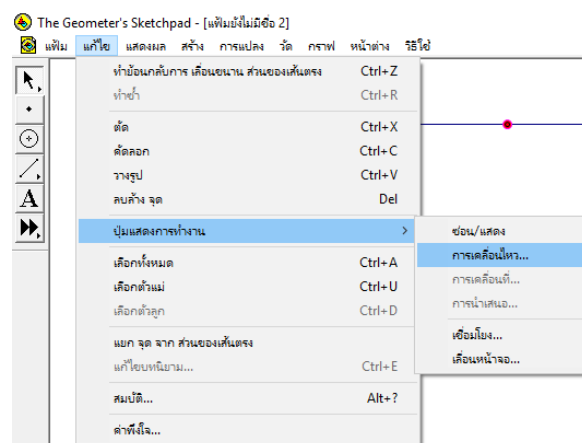 The Geometer's Sketchpad - [แฟ้มยังไม่มีชื่อ 2]
แฟ้ม แก้ไข แสดงผล สร้าง การแปลง วัด กราฟ หน้าต่าง วิธีใช้
ทำย้อนกลับการ เลื่อนขนาน ส่วนของเส้นตรง Ctrl+Z
ทำซ้ำ Ctrl+R
ตัด Ctrl+X
คัดลอก Ctrl+C
วางรูป Ctrl+V
ลบล้าง จุด Del
ปุ่มแสดงการทำงาน >
ซ่อน/แสดง
การเคลื่อนไหว...
เลือกทั้งหมด Ctrl+A
การเคลื่อนที่...
เลือกตัวแม่ Ctrl+U
การนำเสนอ...
เลือกตัวลูก Ctrl+D
เชื่อมโยง...
แยก จุด จาก ส่วนของเส้นตรง
เลื่อนหน้าจอ...
แก้ไขบทนิยาม... Ctrl+E
สมบัติ... Alt+?
ค่าพึงใจ...
A